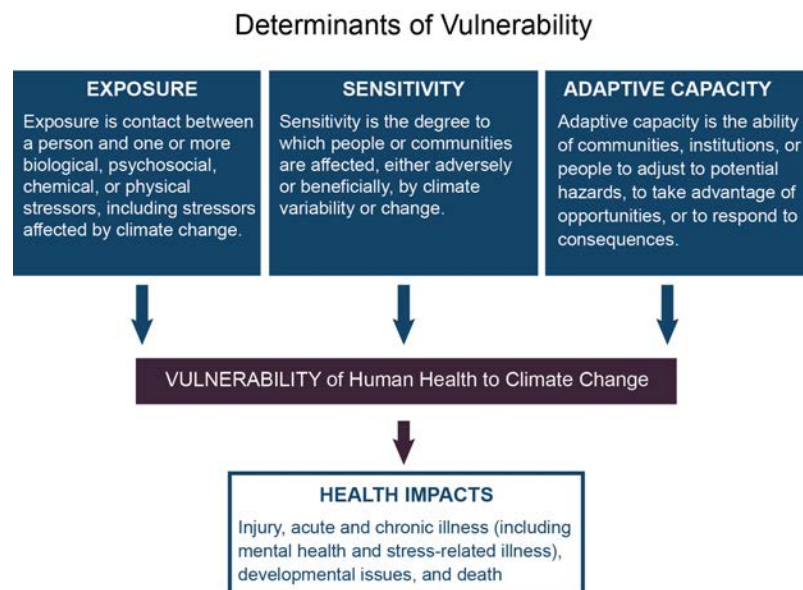 Determinants of Vulnerability
EXPOSURE
Exposure is contact between
a person and one or more
biological, psychosocial,
chemical, or physical
stressors, including stressors
affected by climate change.
SENSITIVITY
Sensitivity is the degree to
which people or communities
are affected, either adversely
or beneficially, by climate
variability or change.
ADAPTIVE CAPACITY
Adaptive capacity is the ability
of communities, institutions, or
people to adjust to potential
hazards, to take advantage of
opportunities, or to respond to
consequences.
VULNERABILITY of Human Health to Climate Change
HEALTH IMPACTS
Injury, acute and chronic illness (including
mental health and stress-related illness),
developmental issues, and death